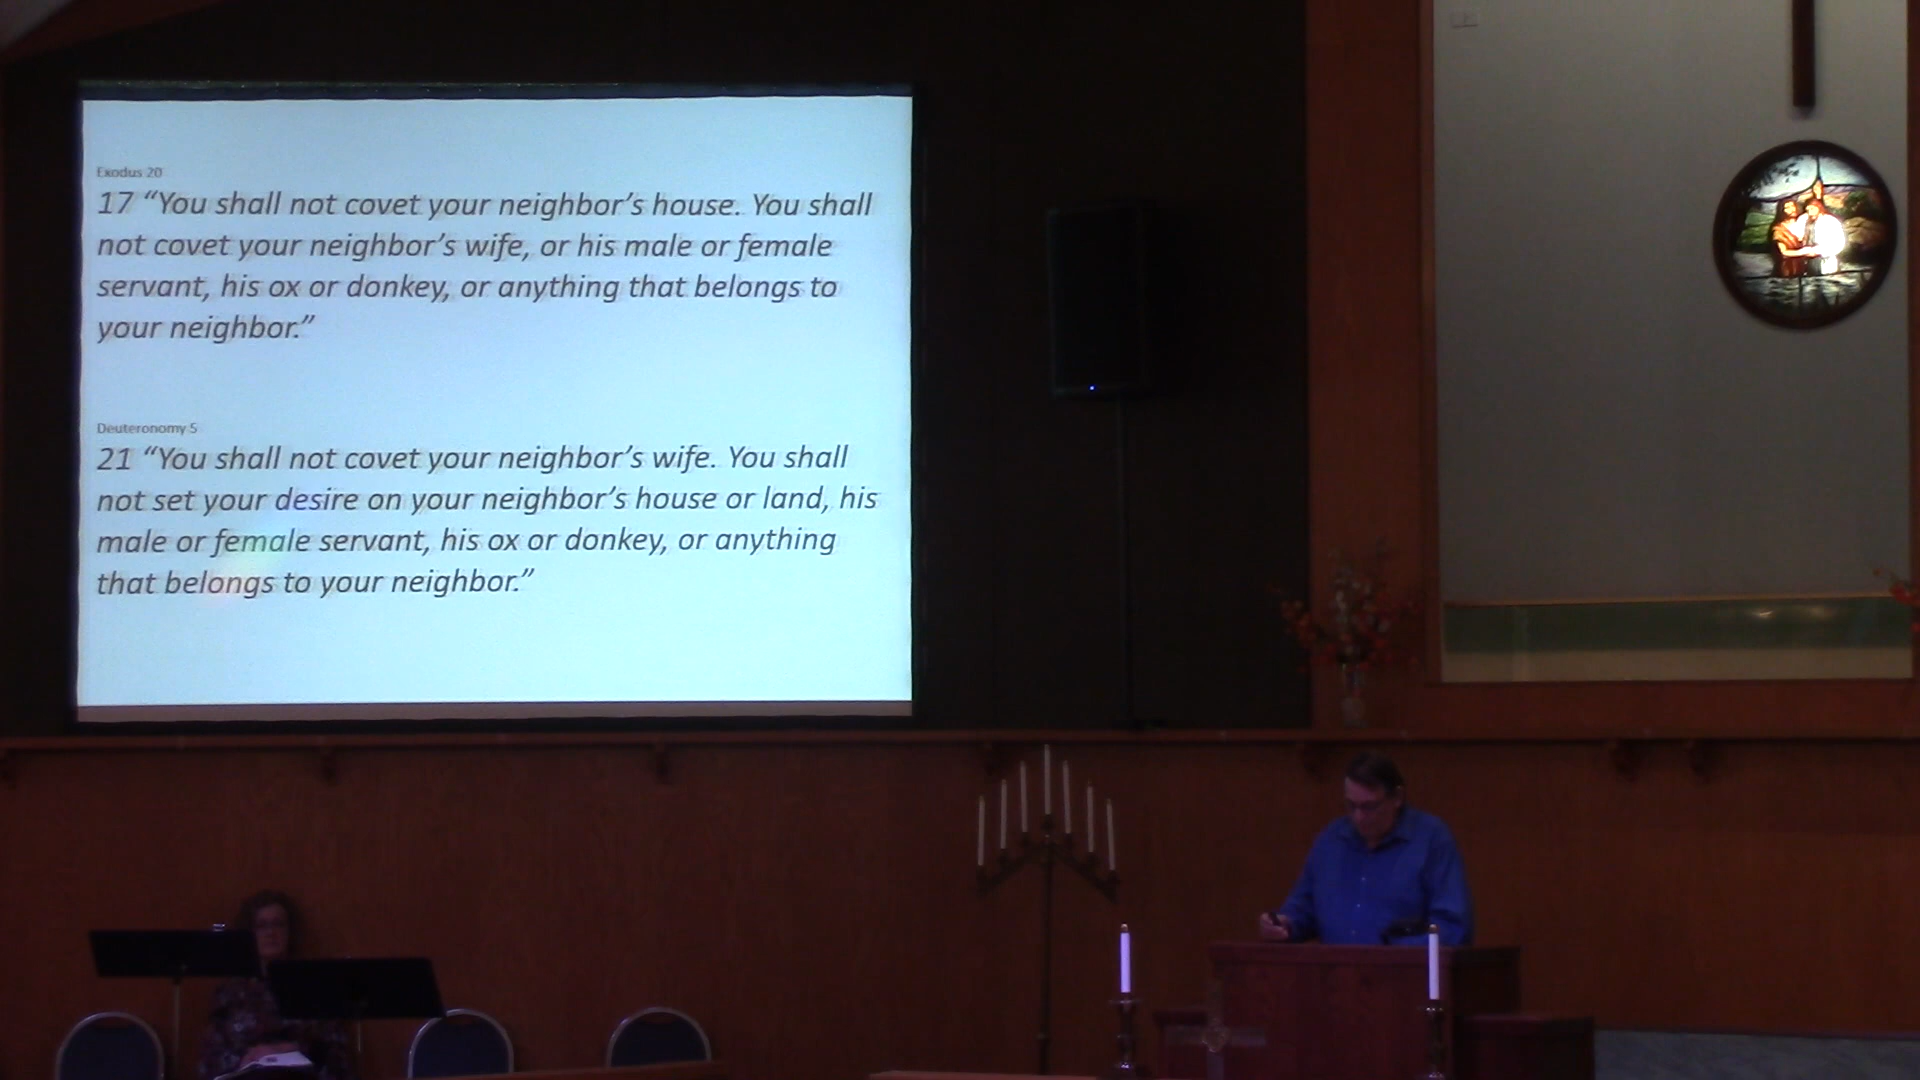 Exodus 20
17 “You shall not covet your neighbor’s house. You shall
not covet your neighbor’s wife, or his male or female
servant, his ox or donkey, or anything that belongs to
your neighbor.”
Deuteronomy 5
21 “You shall not covet your neighbor’s wife. You shall
not set your desire on your neighbor’s house or land, his
male or female servant, his ox or donkey, or anything
that belongs to your neighbor.”